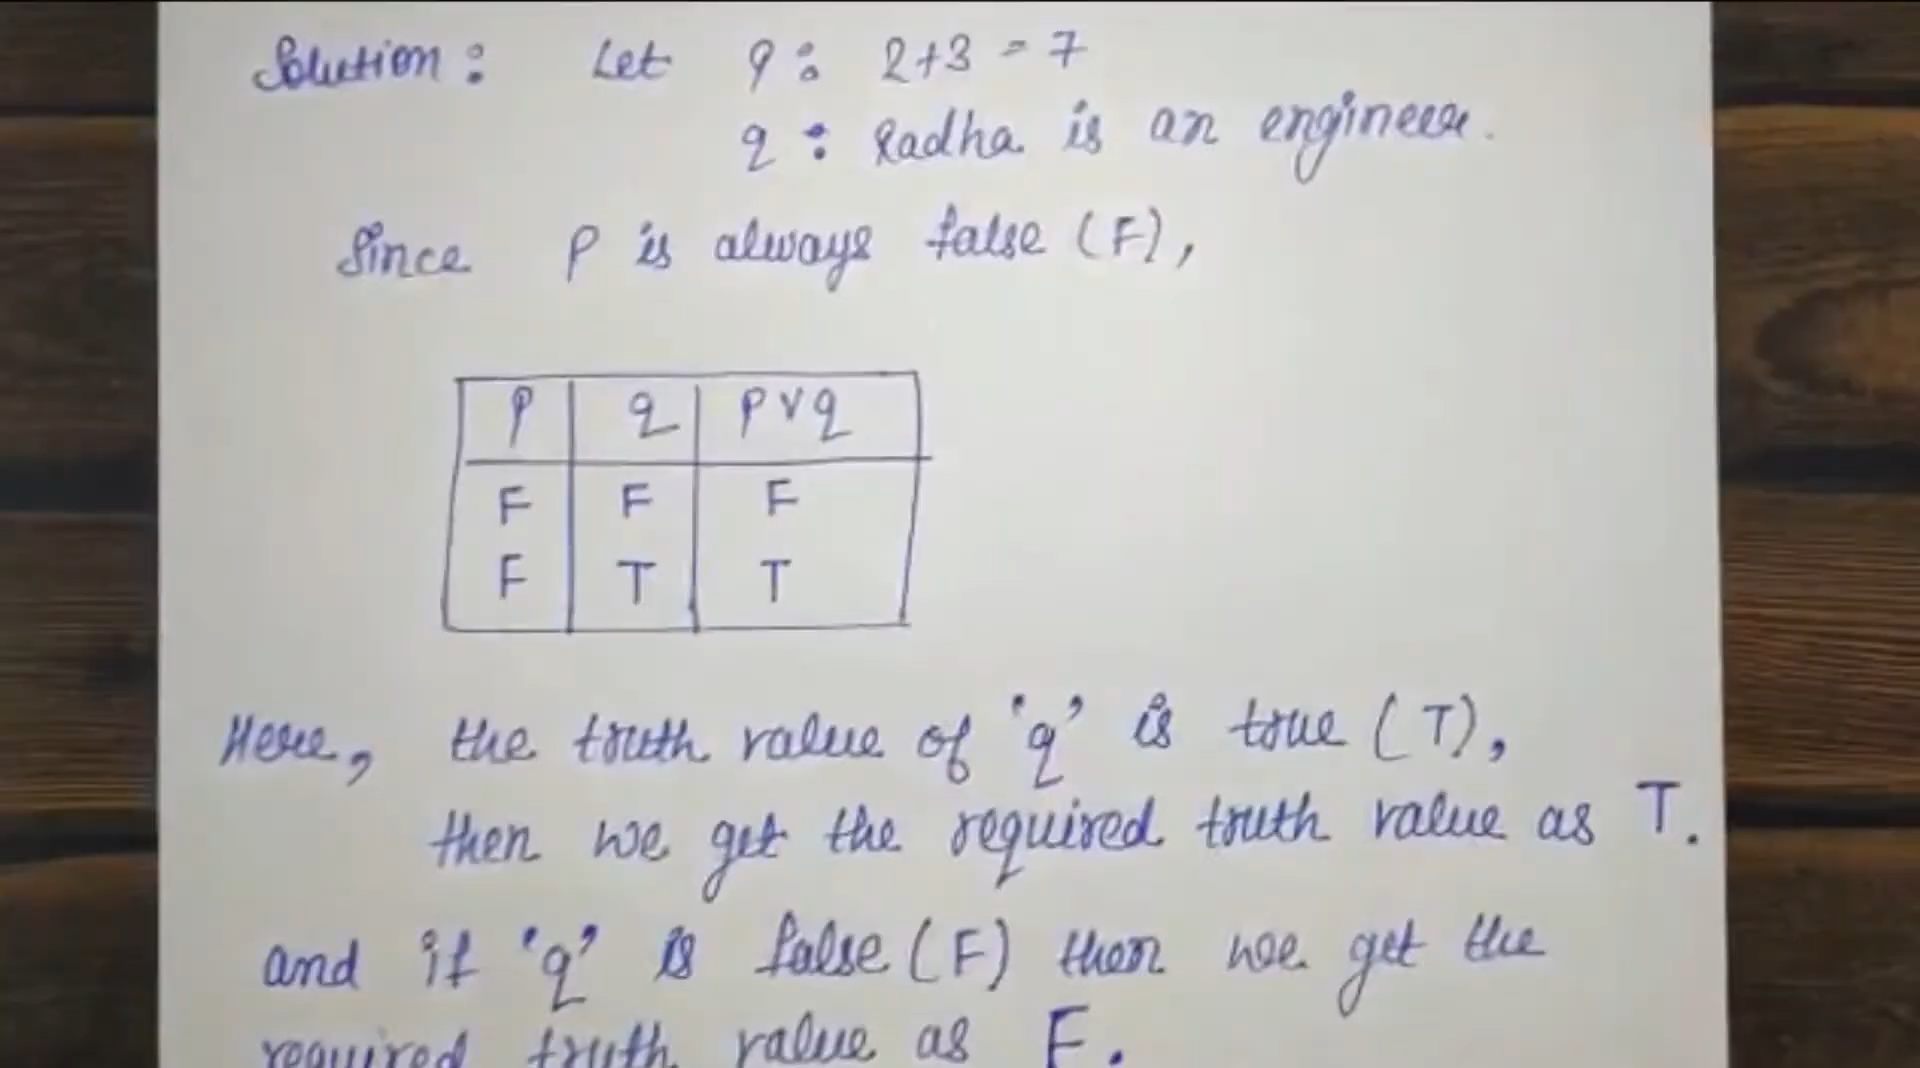 Solution : Let p : 2+3 = 7
q : Radha is an engineer.
Since p is always false (F),
p q p∨q
F F F
F T T
Here, the truth value of 'q' is true (T),
then we get the required truth value as T.
and if 'q' is false (F) then we get the
required truth value as F.